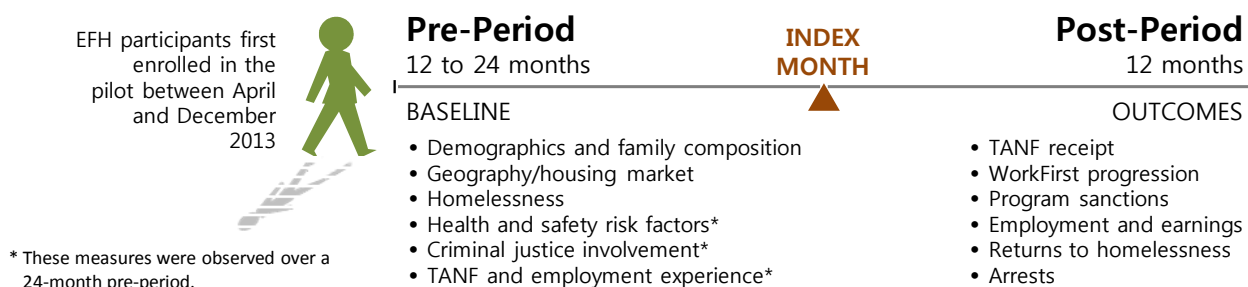 EFH participants first
enrolled in the
pilot between April
and December
2013
Pre-Period
12 to 24 months
INDEX
MONTH
Post-Period
12 months
BASELINE
• Demographics and family composition
• Geography/housing market
• Homelessness
• Health and safety risk factors*
• Criminal justice involvement*
• TANF and employment experience*
OUTCOMES
• TANF receipt
• WorkFirst progression
• Program sanctions
• Employment and earnings
• Returns to homelessness
• Arrests
* These measures were observed over a
24-month pre-period.